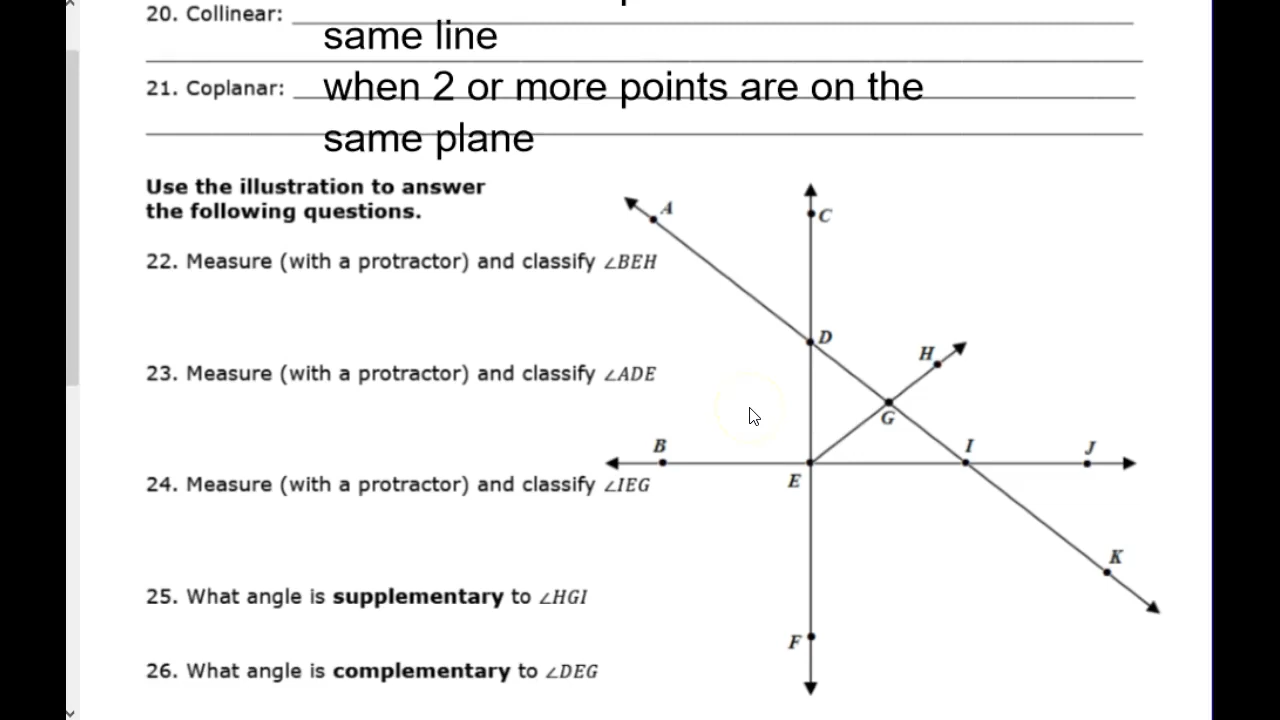 20. Collinear:
same line
21. Coplanar: when 2 or more points are on the
same plane
Use the illustration to answer
the following questions.
22. Measure (with a protractor) and classify ∠BEH
23. Measure (with a protractor) and classify ∠ADE
24. Measure (with a protractor) and classify ∠IEG
25. What angle is supplementary to ∠HGI
26. What angle is complementary to ∠DEG
A
C
D
H
G
B
I
J
E
K
F